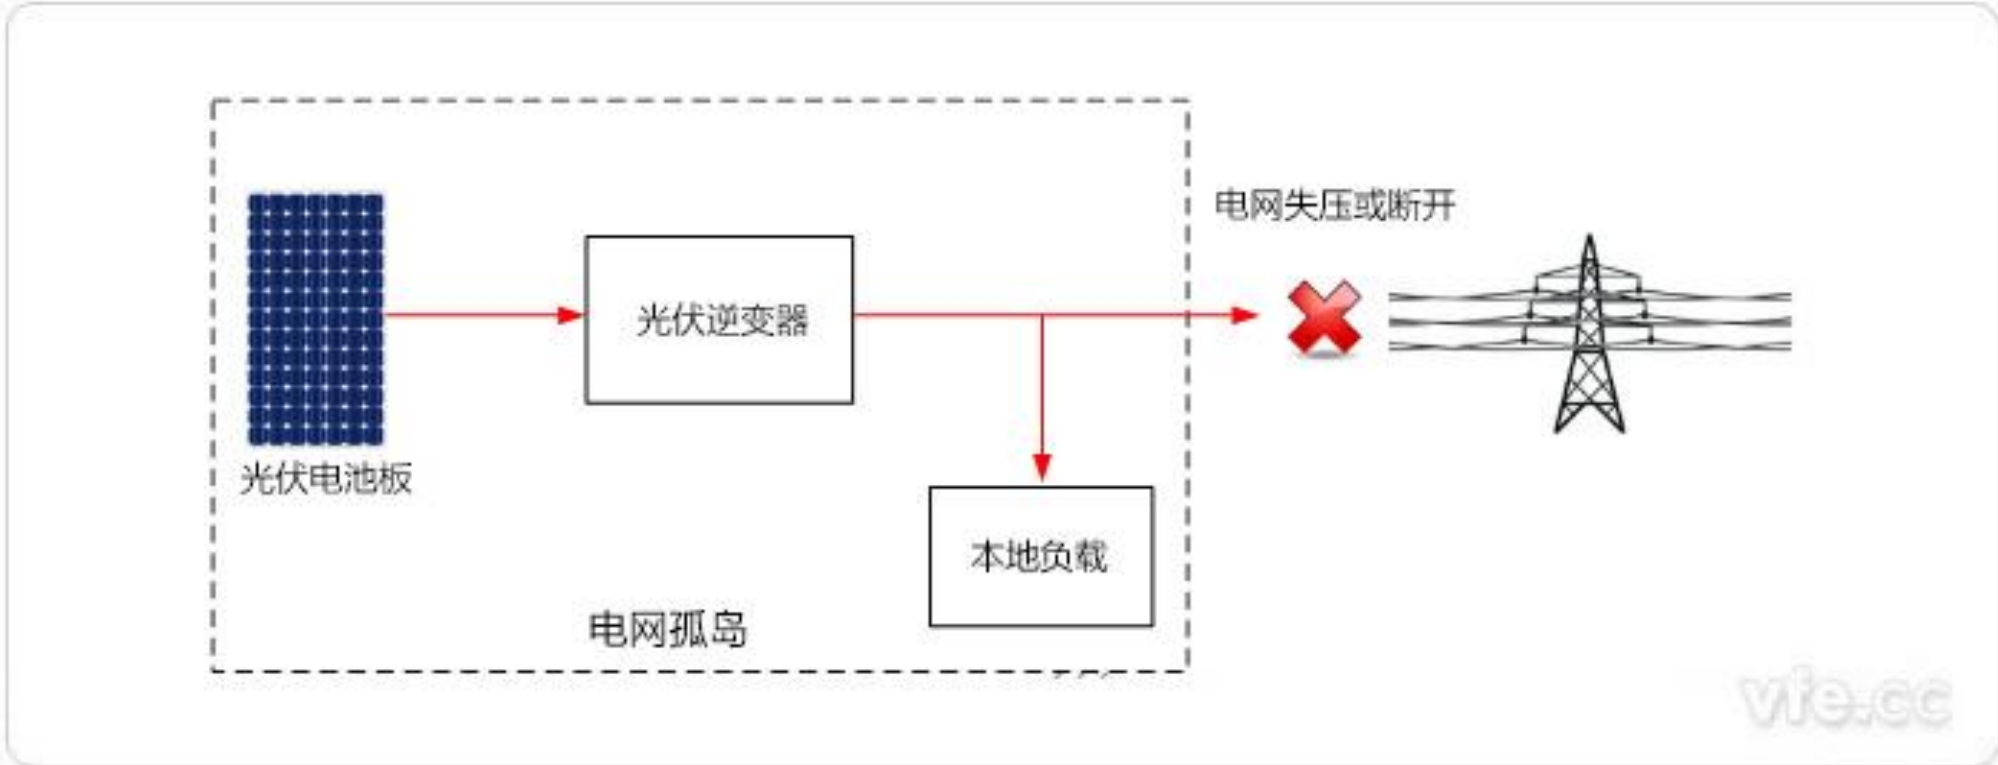 电网失压或断开
光伏逆变器
光伏电池板
本地负载
电网孤岛
vfe.cc